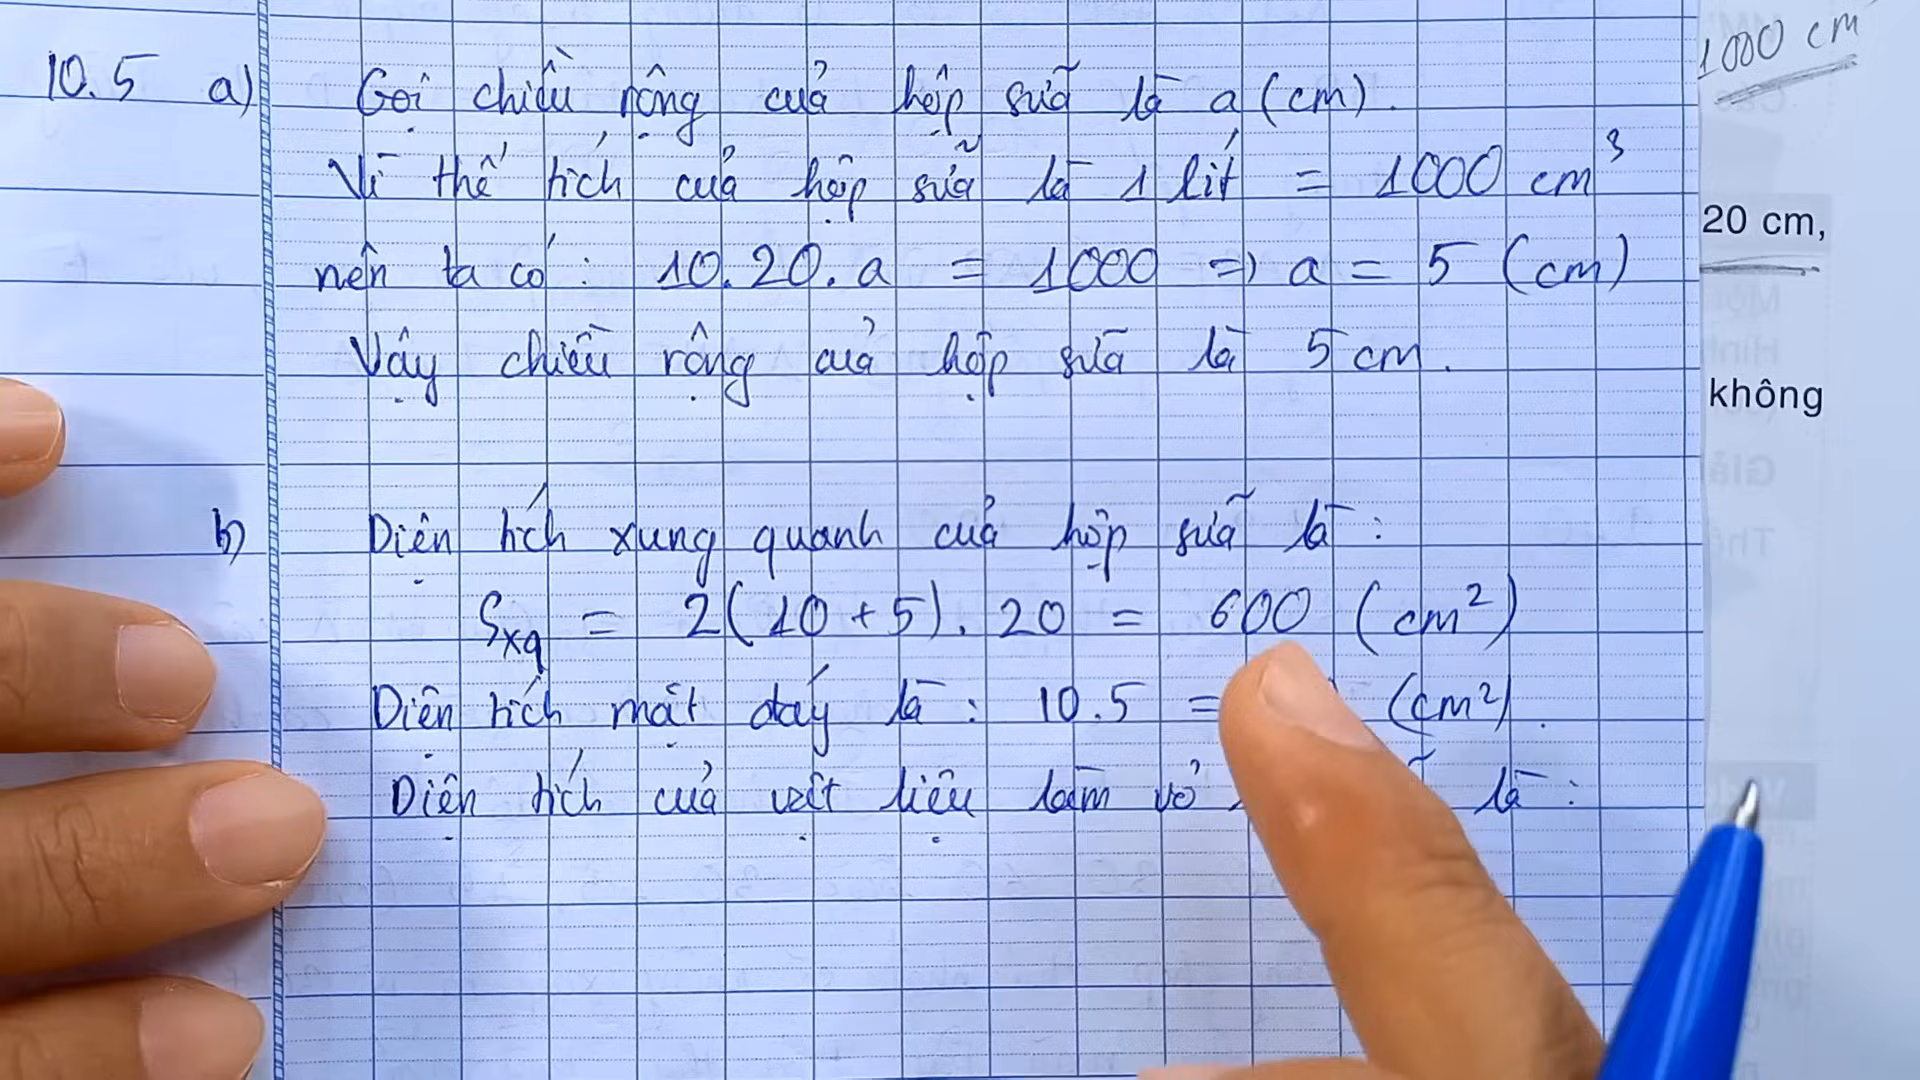 1000 cm
10.5 a) Gọi chiều rộng của hộp sữa là a (cm).
Vì thể tích của hộp sữa là 1 lít = 1000 cm³
20 cm,
nên ta có : 10.20.a = 1000 => a = 5 (cm)
Vậy chiều rộng của hộp sữa là 5 cm.
không
b) Diện tích xung quanh của hộp sữa là :
Sxq = 2(10+5).20 = 600 (cm²)
Diện tích mặt đáy là : 10.5 = (cm²).
Diện tích của vật liệu làm vỏ là :